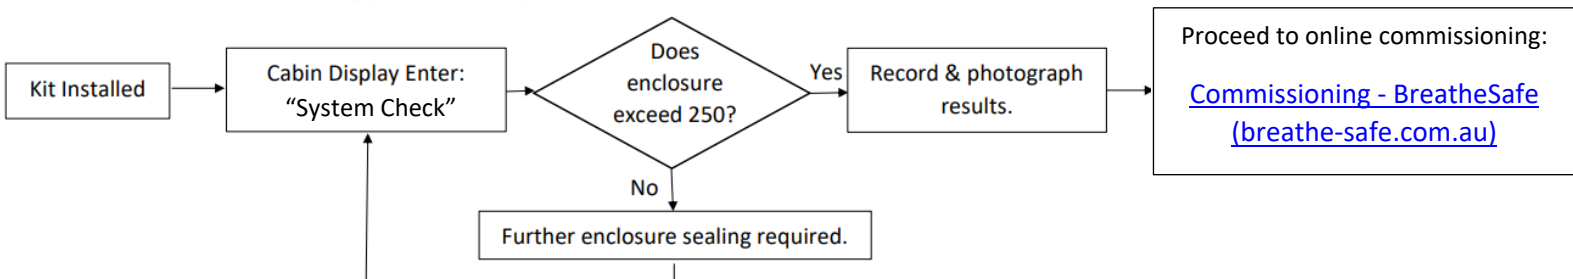 Kit Installed
Cabin Display Enter:
“System Check”
Does
enclosure
exceed 250?
Yes
Record & photograph
results.
Proceed to online commissioning:
Commissioning - BreatheSafe
(breathe-safe.com.au)
No
Further enclosure sealing required.